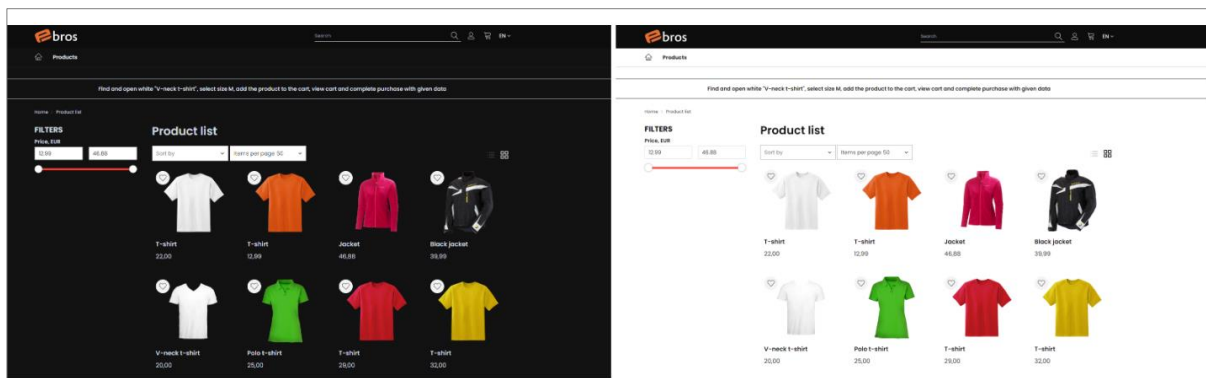 bros
Search
EN
Products
Find and open white "V-neck t-shirt", select size M, add the product to the cart, view cart and complete purchase with given data
Home > Product list
FILTERS
Price, EUR
12,99 46,88
Product list
Sort by
Items per page 50
T-shirt
22,00
T-shirt
12,99
Jacket
46,88
Black jacket
39,99
V-neck t-shirt
20,00
Polo t-shirt
25,00
T-shirt
29,00
T-shirt
32,00
bros
Search
EN
Products
Find and open white "V-neck t-shirt", select size M, add the product to the cart, view cart and complete purchase with given data
Home > Product list
FILTERS
Price, EUR
12,99 46,88
Product list
Sort by
Items per page 50
T-shirt
22,00
T-shirt
12,99
Jacket
46,88
Black jacket
39,99
V-neck t-shirt
20,00
Polo t-shirt
25,00
T-shirt
29,00
T-shirt
32,00